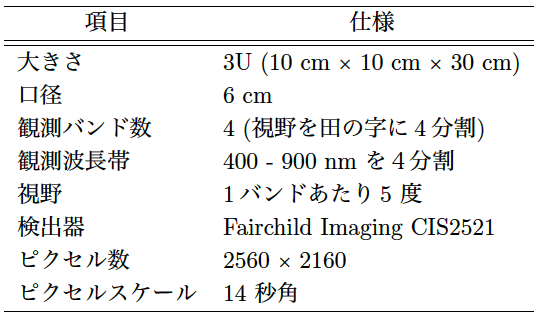 項目 仕様
大きさ 3U (10 cm × 10 cm × 30 cm)
口径 6 cm
観測バンド数 4 (視野を田の字に 4 分割)
観測波長帯 400 - 900 nm を 4 分割
視野 1 バンドあたり 5 度
検出器 Fairchild Imaging CIS2521
ピクセル数 2560 × 2160
ピクセルスケール 14 秒角